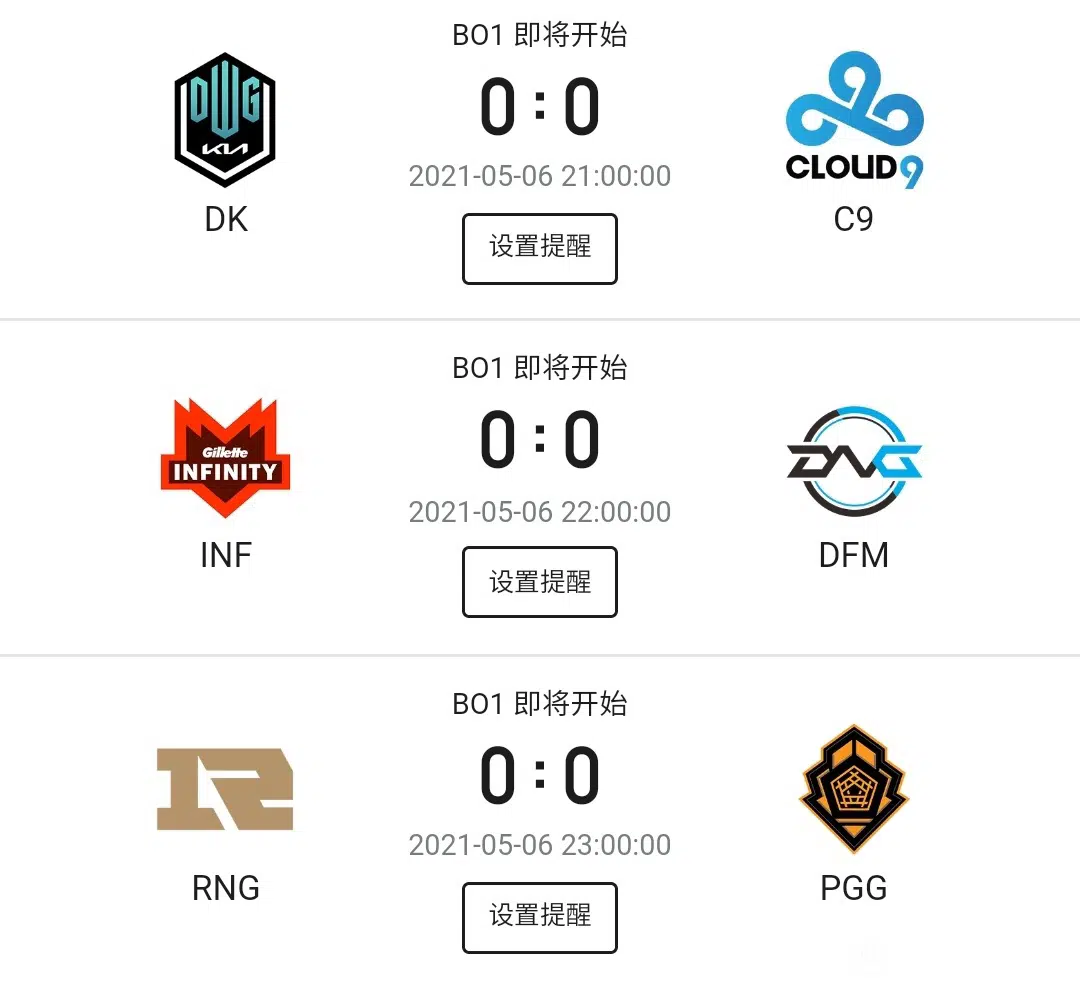 BO1 即将开始
DWG
KIA
0 : 0
CLOUD9
2021-05-06 21:00:00
DK
C9
设置提醒
BO1 即将开始
Gillette
INFINITY
0 : 0
DNG
2021-05-06 22:00:00
INF
DFM
设置提醒
BO1 即将开始
R
0 : 0
2021-05-06 23:00:00
RNG
PGG
设置提醒